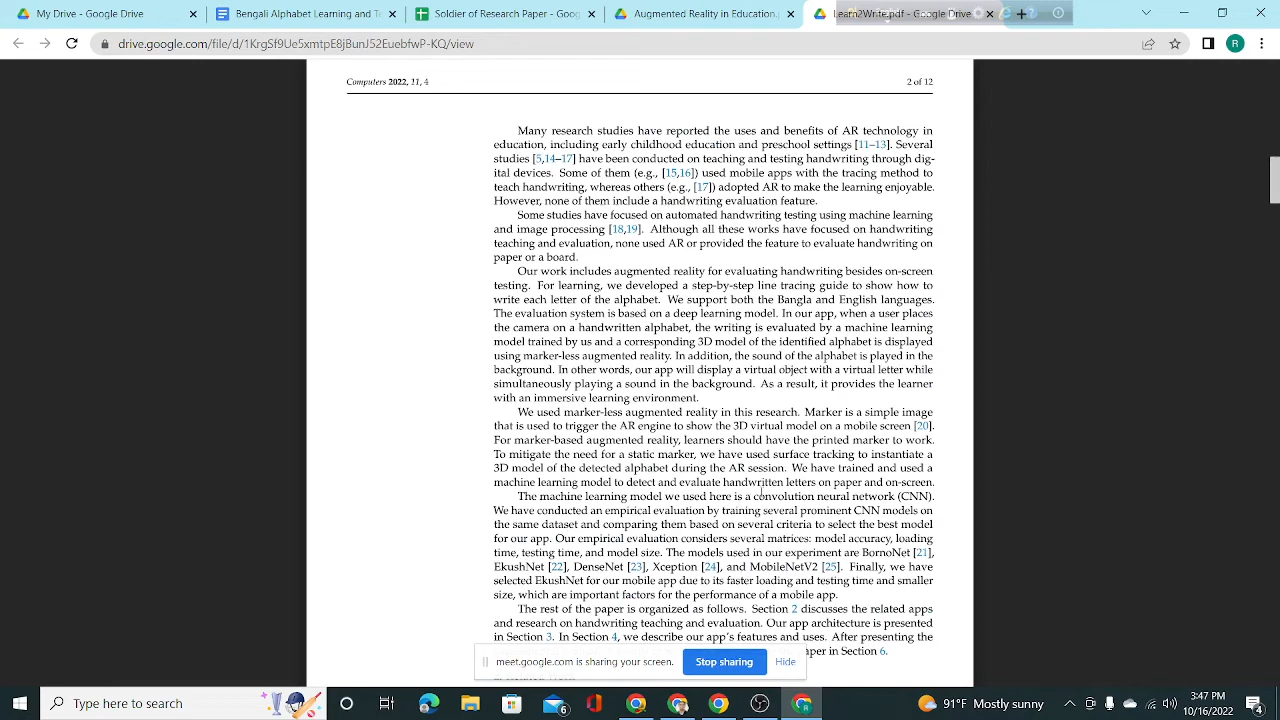 My Drive - Google Drive
Bengali Alphabet Learning and Te
Soldier of Research Paper - Goog
Augmented Reality in Education.p
Learn2Write.pdf - Google Drive
drive.google.com/file/d/1KrgSf9Ue5xmtpE8jBunJ52EuebfwP-KQ/view
R
Computers 2022, 11, 4
2 of 12
Many research studies have reported the uses and benefits of AR technology in
education, including early childhood education and preschool settings [11–13]. Several
studies [5,14–17] have been conducted on teaching and testing handwriting through dig-
ital devices. Some of them (e.g., [15,16]) used mobile apps with the tracing method to
teach handwriting, whereas others (e.g., [17]) adopted AR to make the learning enjoyable.
However, none of them include a handwriting evaluation feature.
Some studies have focused on automated handwriting testing using machine learning
and image processing [18,19]. Although all these works have focused on handwriting
teaching and evaluation, none used AR or provided the feature to evaluate handwriting on
paper or a board.
Our work includes augmented reality for evaluating handwriting besides on-screen
testing. For learning, we developed a step-by-step line tracing guide to show how to
write each letter of the alphabet. We support both the Bangla and English languages.
The evaluation system is based on a deep learning model. In our app, when a user places
the camera on a handwritten alphabet, the writing is evaluated by a machine learning
model trained by us and a corresponding 3D model of the identified alphabet is displayed
using marker-less augmented reality. In addition, the sound of the alphabet is played in the
background. In other words, our app will display a virtual object with a virtual letter while
simultaneously playing a sound in the background. As a result, it provides the learner
with an immersive learning environment.
We used marker-less augmented reality in this research. Marker is a simple image
that is used to trigger the AR engine to show the 3D virtual model on a mobile screen [20].
For marker-based augmented reality, learners should have the printed marker to work.
To mitigate the need for a static marker, we have used surface tracking to instantiate a
3D model of the detected alphabet during the AR session. We have trained and used a
machine learning model to detect and evaluate handwritten letters on paper and on-screen.
The machine learning model we used here is a convolution neural network (CNN).
We have conducted an empirical evaluation by training several prominent CNN models on
the same dataset and comparing them based on several criteria to select the best model
for our app. Our empirical evaluation considers several matrices: model accuracy, loading
time, testing time, and model size. The models used in our experiment are BornoNet [21],
EkushNet [22], DenseNet [23], Xception [24], and MobileNetV2 [25]. Finally, we have
selected EkushNet for our mobile app due to its faster loading and testing time and smaller
size, which are important factors for the performance of a mobile app.
The rest of the paper is organized as follows. Section 2 discusses the related apps
and research on handwriting teaching and evaluation. Our app architecture is presented
in Section 3. In Section 4, we describe our app's features and uses. After presenting the
aper in Section 6.
meet.google.com is sharing your screen.
Stop sharing
Hide
Type here to search
6
91°F Mostly sunny
3:47 PM
10/16/2022
4